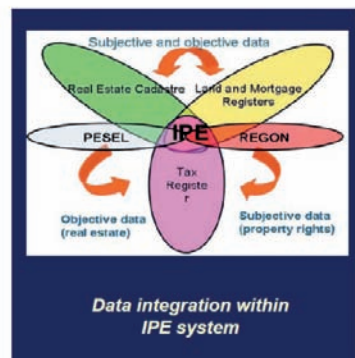 Subjective and objective data
Real Estate Cadastre
Land and Mortgage
Registers
PESEL
IPE
REGON
Tax
Registe
r
Objective data
(real estate)
Subjective data
(property rights)
Data integration within
IPE system